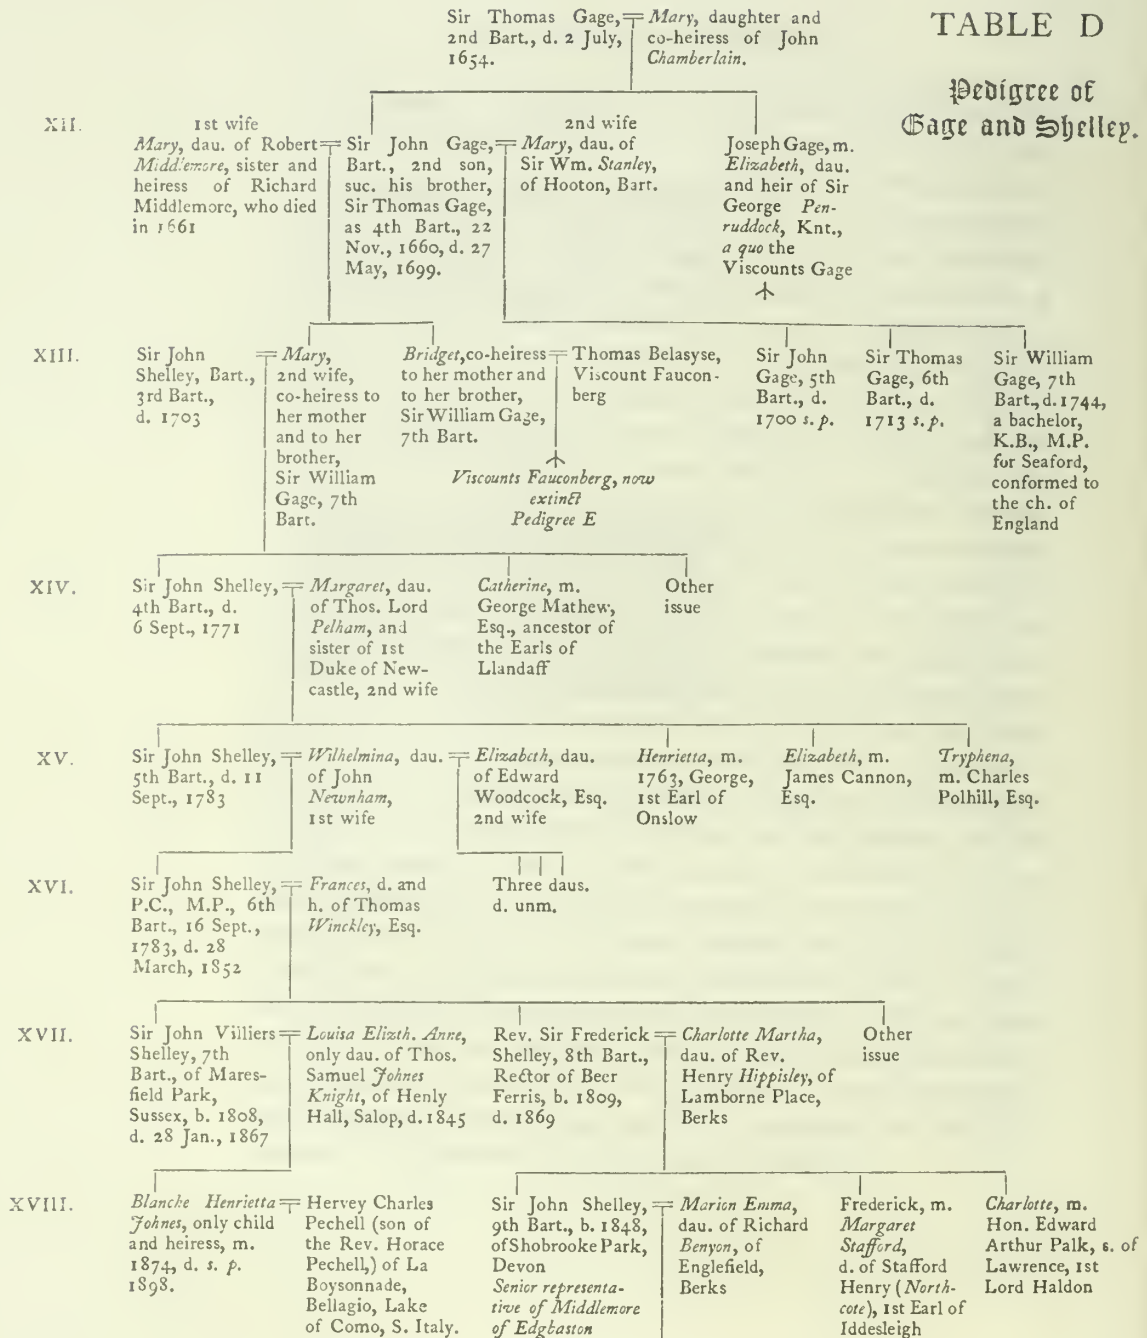 TABLE D
Pedigree of
Gage and Shelley.
Sir Thomas Gage,
2nd Bart., d. 2 July,
1654.
Mary, daughter and
co-heiress of John
Chamberlain.
XII.
1st wife
Mary, dau. of Robert
Middlemore, sister and
heiress of Richard
Middlemore, who died
in 1661
Sir John Gage,
Bart., 2nd son,
suc. his brother,
Sir Thomas Gage,
as 4th Bart., 22
Nov., 1660, d. 27
May, 1699.
2nd wife
Mary, dau. of
Sir Wm. Stanley,
of Hooton, Bart.
Joseph Gage, m.
Elizabeth, dau.
and heir of Sir
George Pen-
ruddock, Knt.,
a quo the
Viscounts Gage
XIII.
Sir John
Shelley, Bart.,
3rd Bart.,
d. 1703
Mary,
2nd wife,
co-heiress to
her mother
and to her
brother,
Sir William
Gage, 7th
Bart.
Bridget, co-heiress
to her mother and
to her brother,
Sir William Gage,
7th Bart.
Thomas Belasyse,
Viscount Faucon-
berg
Viscounts Fauconberg, now
extinct
Pedigree E
Sir John
Gage, 5th
Bart., d.
1700 s. p.
Sir Thomas
Gage, 6th
Bart., d.
1713 s. p.
Sir William
Gage, 7th
Bart., d. 1744,
a bachelor,
K.B., M.P.
for Seaford,
conformed to
the ch. of
England
XIV.
Sir John Shelley,
4th Bart., d.
6 Sept., 1771
Margaret, dau.
of Thos. Lord
Pelham, and
sister of 1st
Duke of New-
castle, 2nd wife
Catherine, m.
George Mathew,
Esq., ancestor of
the Earls of
Llandaff
Other
issue
XV.
Sir John Shelley,
5th Bart., d. 11
Sept., 1783
Wilhelmina, dau.
of John
Newnham,
1st wife
Elizabeth, dau.
of Edward
Woodcock, Esq.
2nd wife
Henrietta, m.
1763, George,
1st Earl of
Onslow
Elizabeth, m.
James Cannon,
Esq.
Tryphena,
m. Charles
Polhill, Esq.
XVI.
Sir John Shelley,
P.C., M.P., 6th
Bart., 16 Sept.,
1783, d. 28
March, 1852
Frances, d. and
h. of Thomas
Winckley, Esq.
Three daus.
d. unm.
XVII.
Sir John Villiers
Shelley, 7th
Bart., of Mares-
field Park,
Sussex, b. 1808,
d. 28 Jan., 1867
Louisa Elizth. Anne,
only dau. of Thos.
Samuel Johnes
Knight, of Henly
Hall, Salop, d. 1845
Rev. Sir Frederick
Shelley, 8th Bart.,
Rector of Beer
Ferris, b. 1809,
d. 1869
Charlotte Martha,
dau. of Rev.
Henry Hippisley, of
Lamborne Place,
Berks
Other
issue
XVIII.
Blanche Henrietta
Johnes, only child
and heiress, m.
1874, d. s. p.
1898.
Hervey Charles
Pechell (son of
the Rev. Horace
Pechell,) of La
Boysonnade,
Bellagio, Lake
of Como, S. Italy.
Sir John Shelley,
9th Bart., b. 1848,
of Shobrooke Park,
Devon
Senior representa-
tive of Middlemore
of Edgbaston
Marion Emma,
dau. of Richard
Benyon, of
Englefield,
Berks
Frederick, m.
Margaret
Stafford,
d. of Stafford
Henry (North-
cote), 1st Earl of
Iddesleigh
Charlotte, m.
Hon. Edward
Arthur Palk, s. of
Lawrence, 1st
Lord Haldon